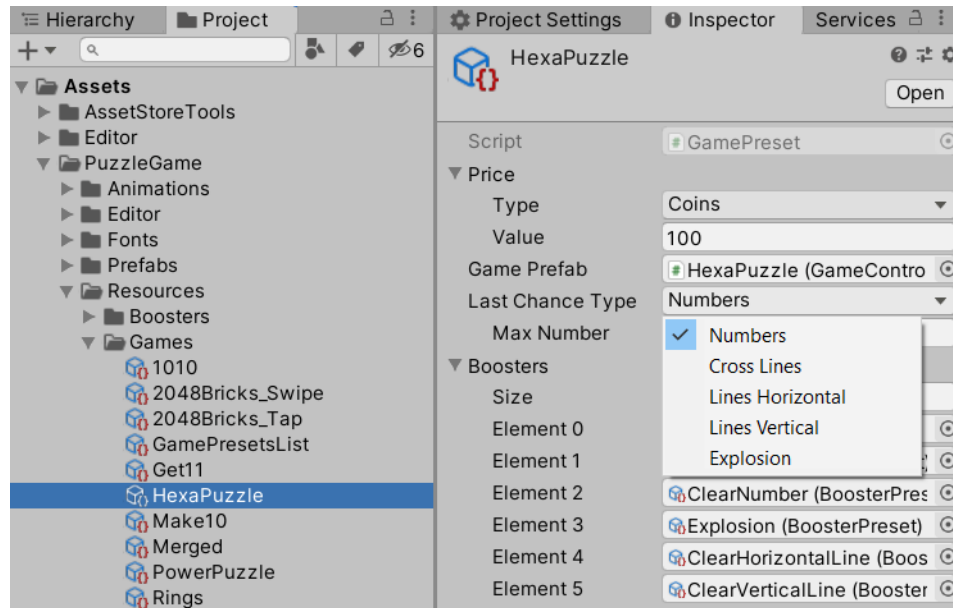 Hierarchy
Project
6
Assets
AssetStoreTools
Editor
PuzzleGame
Animations
Editor
Fonts
Prefabs
Resources
Boosters
Games
1010
2048Bricks_Swipe
2048Bricks_Tap
GamePresetsList
Get11
HexaPuzzle
Make10
Merged
PowerPuzzle
Rings
Project Settings
Inspector
Services
HexaPuzzle
Open
Script
GamePreset
Price
Type
Coins
Value
100
Game Prefab
HexaPuzzle (GameContro
Last Chance Type
Numbers
Max Number
Numbers
Cross Lines
Lines Horizontal
Lines Vertical
Explosion
Boosters
Size
Element 0
Element 1
Element 2
ClearNumber (BoosterPres
Element 3
Explosion (BoosterPreset)
Element 4
ClearHorizontalLine (Boos
Element 5
ClearVerticalLine (Booster